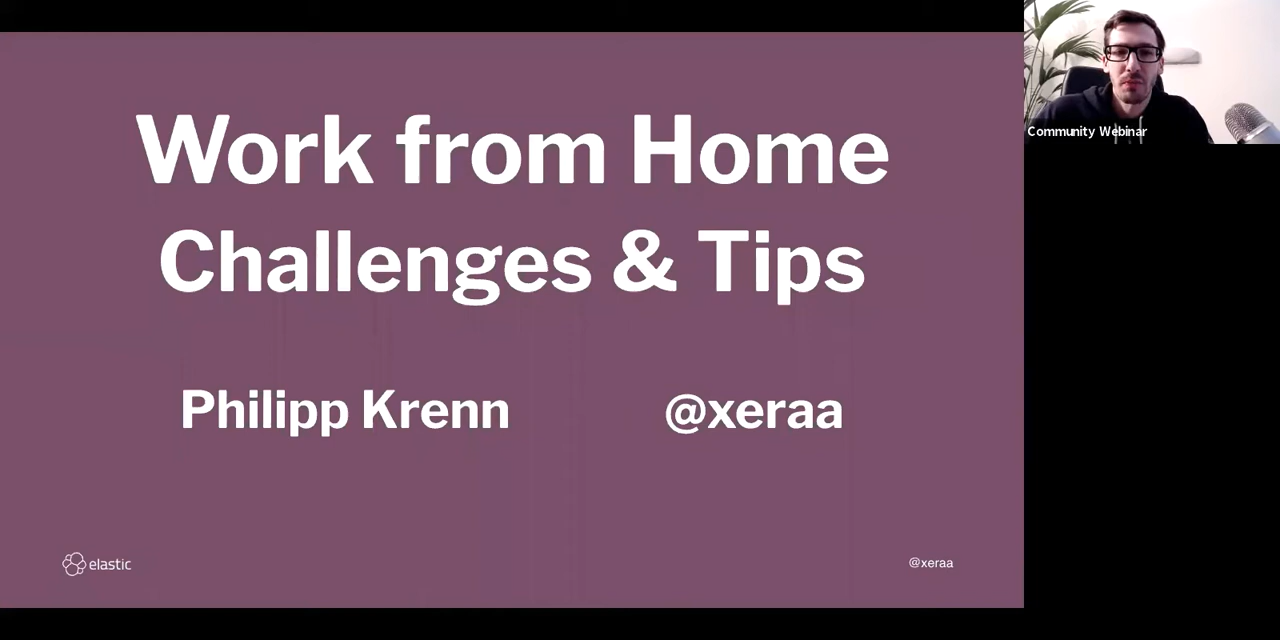 Work from Home
Challenges & Tips
Philipp Krenn
@xeraa
elastic
@xeraa
Community Webinar